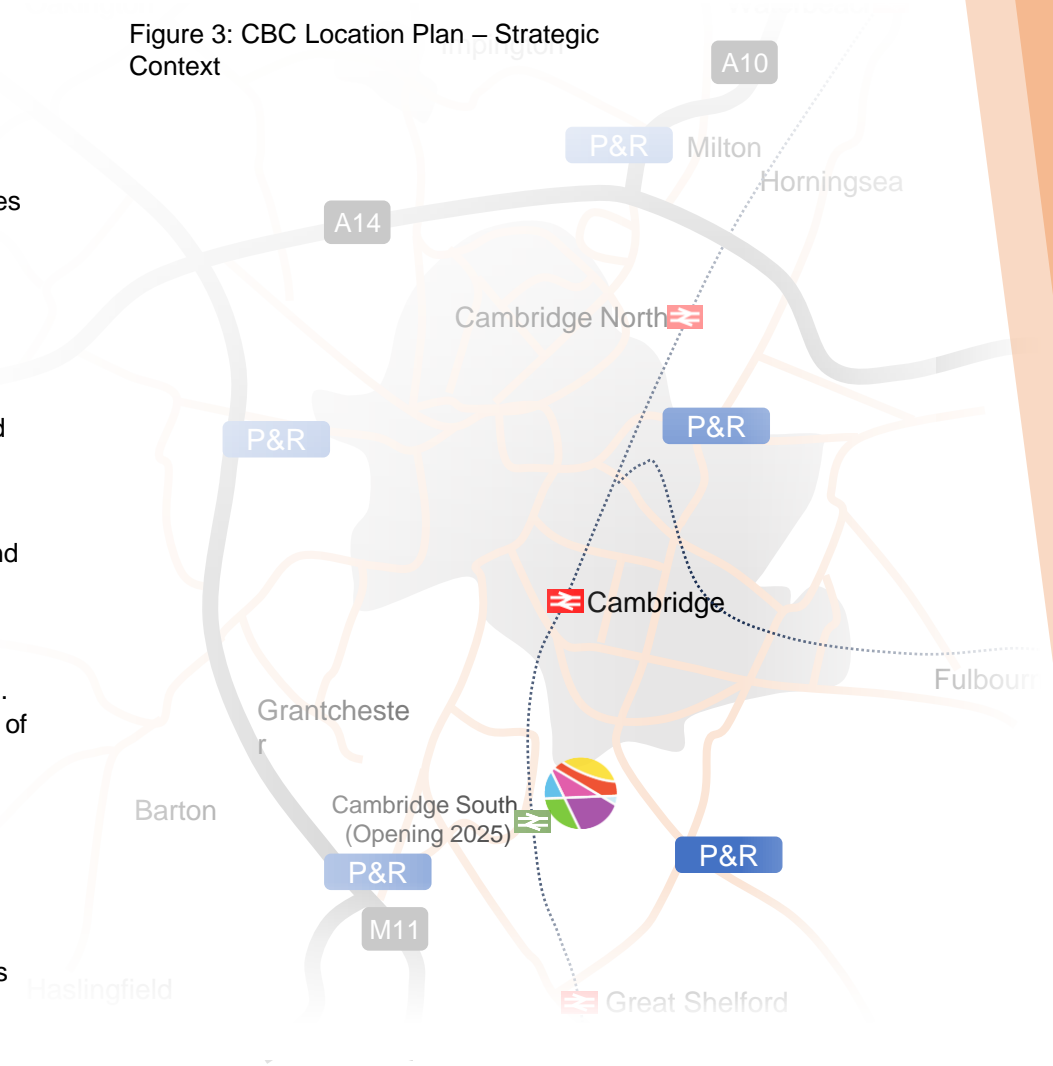 Figure 3: CBC Location Plan – Strategic
Context
Impington
A10
P&R
Milton
Horningsea
es
A14
Cambridge North
d
P&R
P&R
nd
Cambridge
Fulbourn
.
of
Grantcheste
r
Barton
Cambridge South
(Opening 2025)
P&R
P&R
M11
s
Haslingfield
Great Shelford